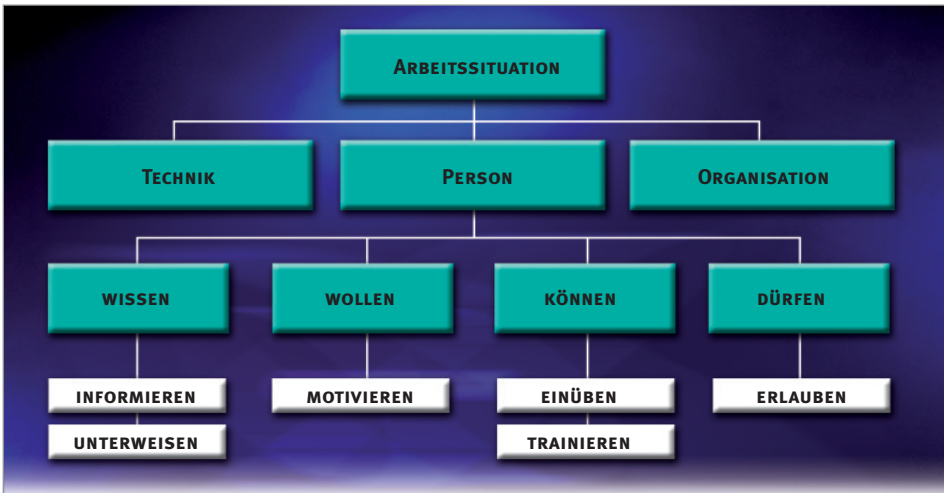 ARBEITSSITUATION
TECHNIK
PERSON
ORGANISATION
WISSEN
WOLLEN
KÖNNEN
DÜRFEN
INFORMIEREN
MOTIVIEREN
EINÜBEN
ERLAUBEN
UNTERWEISEN
TRAINIEREN